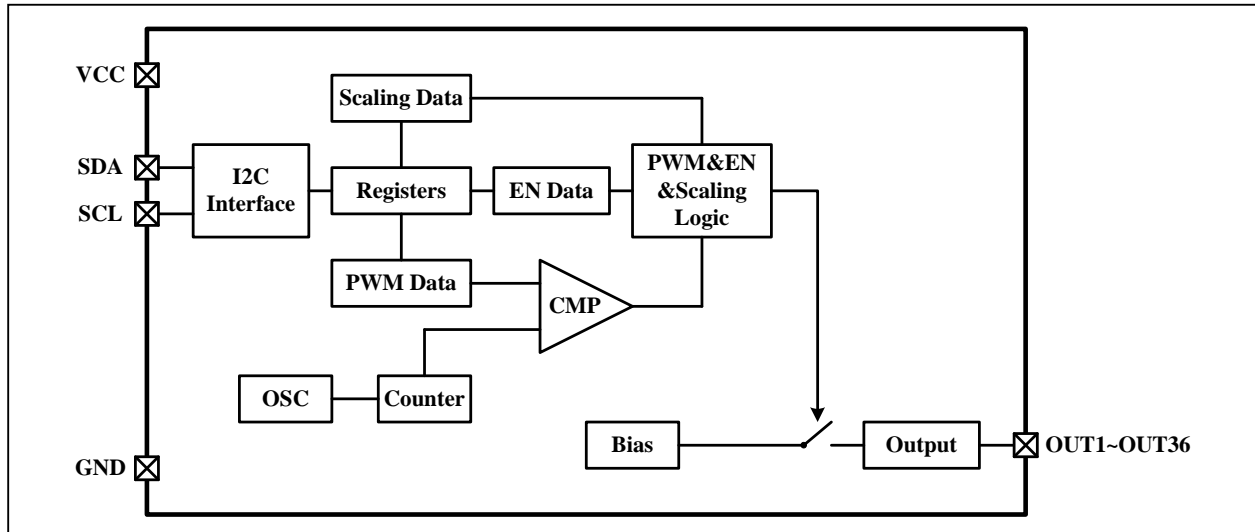 VCC
Scaling Data
SDA
I2C
Interface
SCL
Registers
EN Data
PWM&EN
&Scaling
Logic
PWM Data
CMP
OSC
Counter
Bias
Output
OUT1~OUT36
GND